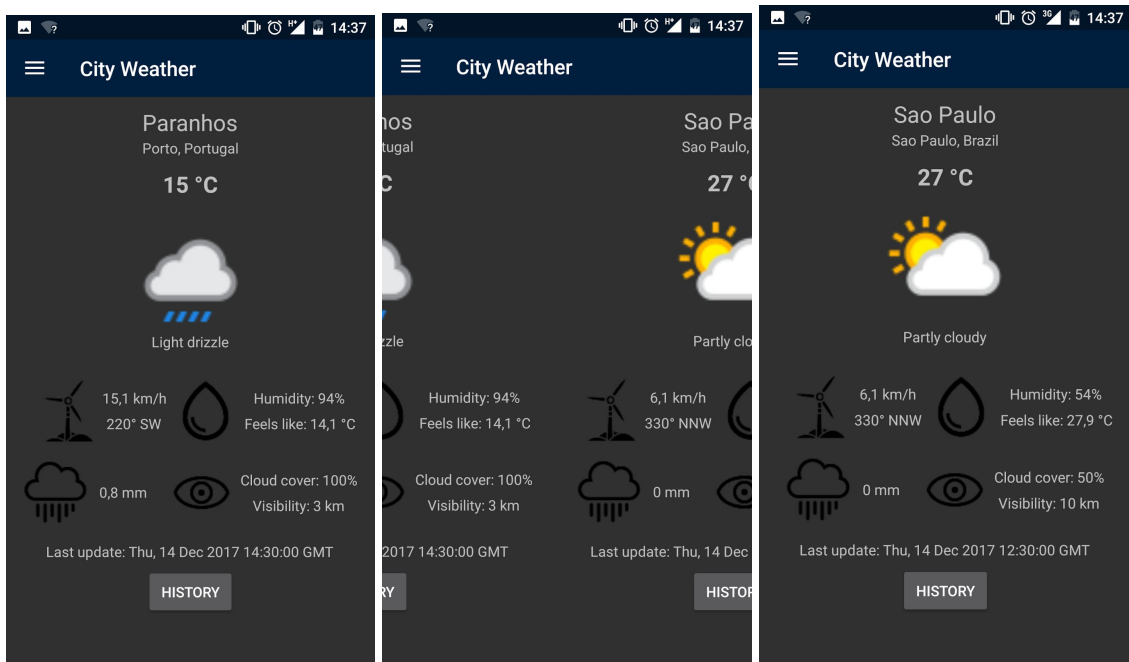 14:37
City Weather
Paranhos
Porto, Portugal
15 °C
Light drizzle
15,1 km/h
220° SW
Humidity: 94%
Feels like: 14,1 °C
0,8 mm
Cloud cover: 100%
Visibility: 3 km
Last update: Thu, 14 Dec 2017 14:30:00 GMT
HISTORY
? H+ 14:37
City Weather
nos
tugal
C
zzle
Humidity: 94%
Feels like: 14,1 °C
Cloud cover: 100%
Visibility: 3 km
2017 14:30:00 GMT
RY
Sao Pa
Sao Paulo,
27 °
Partly clo
6,1 km/h
330° NNW
0 mm
Last update: Thu, 14 Dec
HISTO
? 3G 14:37
City Weather
Sao Paulo
Sao Paulo, Brazil
27 °C
Partly cloudy
6,1 km/h
330° NNW
Humidity: 54%
Feels like: 27,9 °C
0 mm
Cloud cover: 50%
Visibility: 10 km
Last update: Thu, 14 Dec 2017 12:30:00 GMT
HISTORY